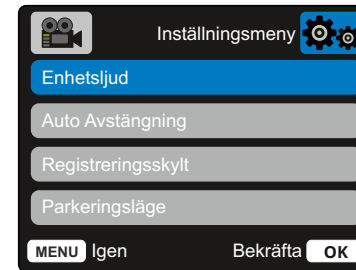 Inställningsmeny
Enhetsljud
Auto Avstängning
Registreringsskylt
Parkeringsläge
MENU Igen Bekräfta OK